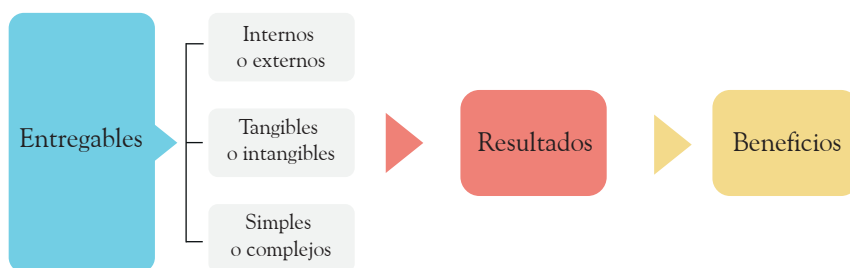 Entregables
Internos
o externos
Tangibles
o intangibles
Simples
o complejos
Resultados
Beneficios